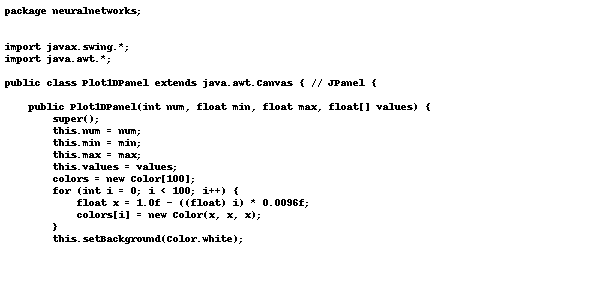 package neuralnetworks;
import javax.swing.*;
import java.awt.*;
public class Plot1DPanel extends java.awt.Canvas { // JPanel {
public Plot1DPanel(int num, float min, float max, float[] values) {
super();
this.num = num;
this.min = min;
this.max = max;
this.values = values;
colors = new Color[100];
for (int i = 0; i < 100; i++) {
float x = 1.0f - ((float) i) * 0.0096f;
colors[i] = new Color(x, x, x);
}
this.setBackground(Color.white);